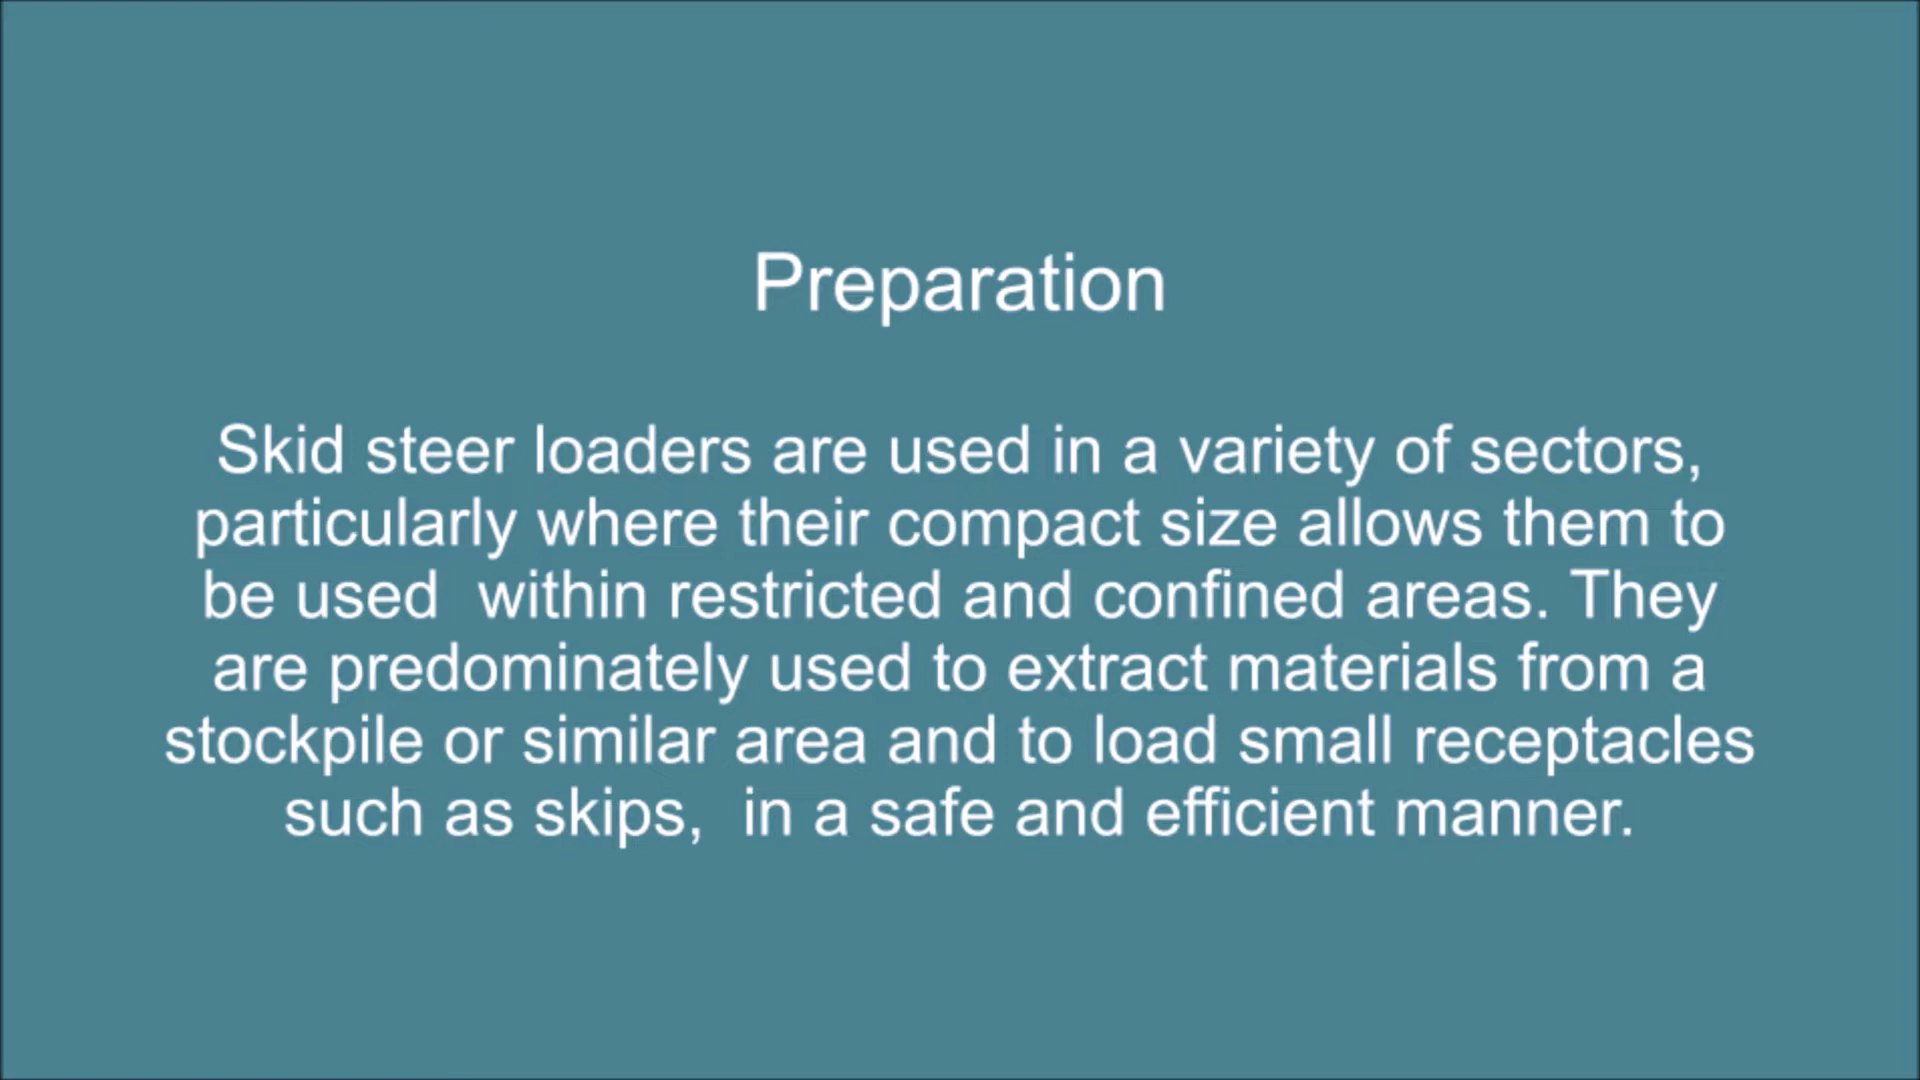 Preparation
Skid steer loaders are used in a variety of sectors,
particularly where their compact size allows them to
be used  within restricted and confined areas. They
are predominately used to extract materials from a
stockpile or similar area and to load small receptacles
such as skips,  in a safe and efficient manner.